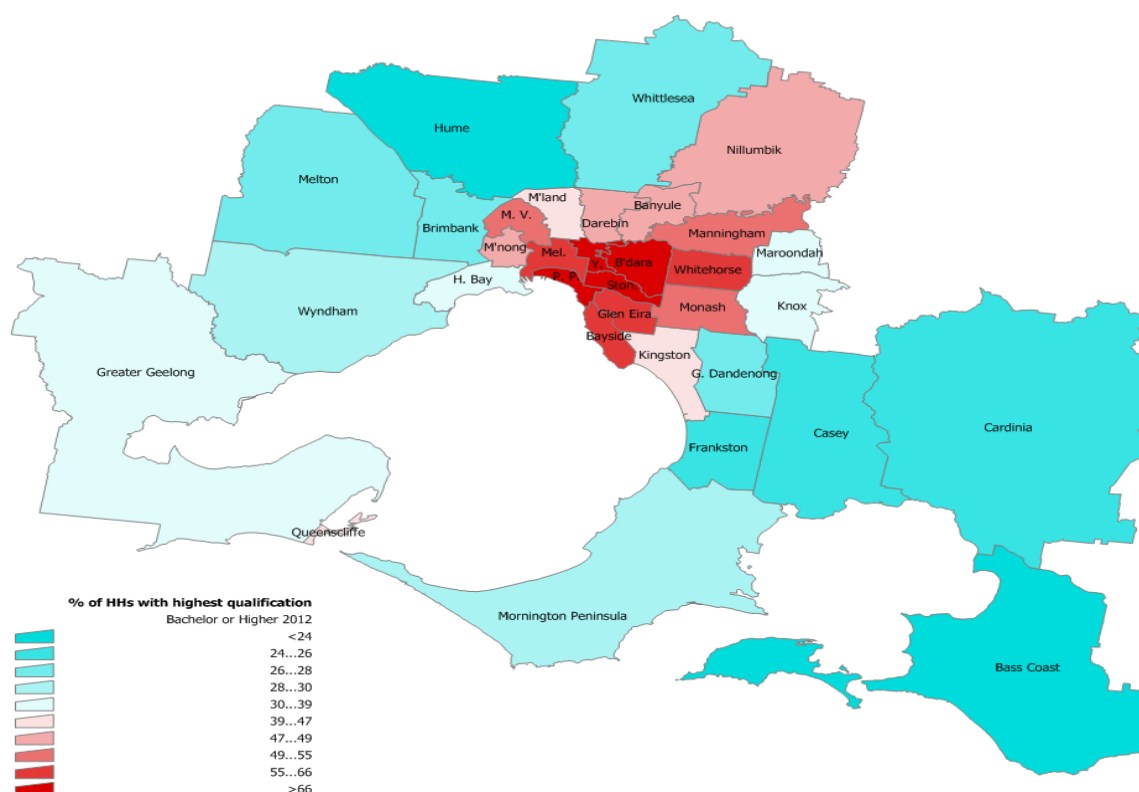 Whittlesea
Hume
Nillumbik
Melton
M'land
Banyule
M. V.
Darebin
Brimbank
Manningham
M'nong
Mel.
Y.
B'dara
Maroondah
Whitehorse
H. Bay
P. P.
Ston.
Knox
Wyndham
Glen Eira
Monash
Bayside
Kingston
Greater Geelong
G. Dandenong
Cardinia
Casey
Frankston
Queenscliffe
Mornington Peninsula
Bass Coast
% of HHs with highest qualification
Bachelor or Higher 2012
<24
24...26
26...28
28...30
30...39
39...47
47...49
49...55
55...66
>66